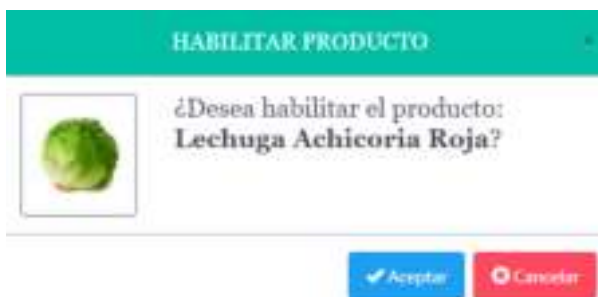 HABILITAR PRODUCTO
¿Desea habilitar el producto:
Lechuga Achicoria Roja?
Aceptar
Cancelar